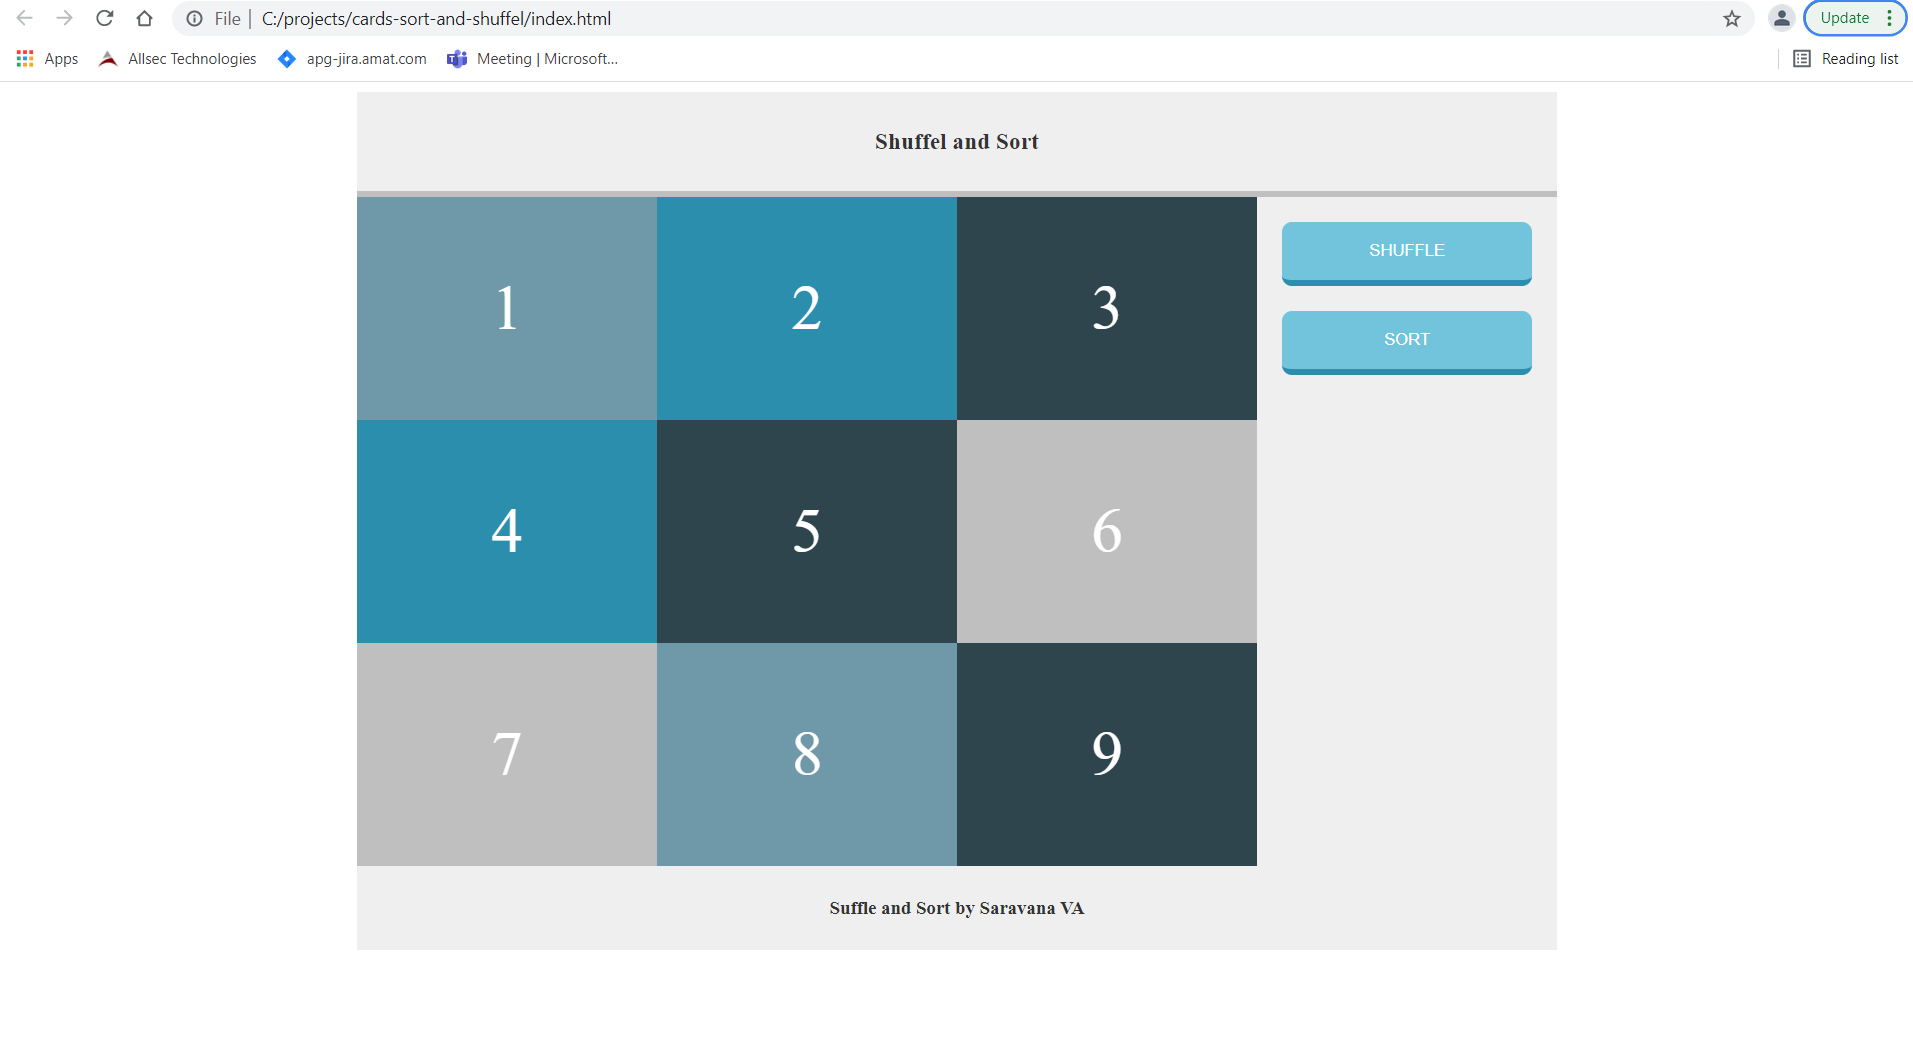 File | C:/projects/cards-sort-and-shuffel/index.html
Update
Apps
Allsec Technologies
apg-jira.amat.com
Meeting | Microsoft...
Reading list
Shuffel and Sort
1 2 3
SHUFFLE
SORT
4 5 6
7 8 9
Suffle and Sort by Saravana VA